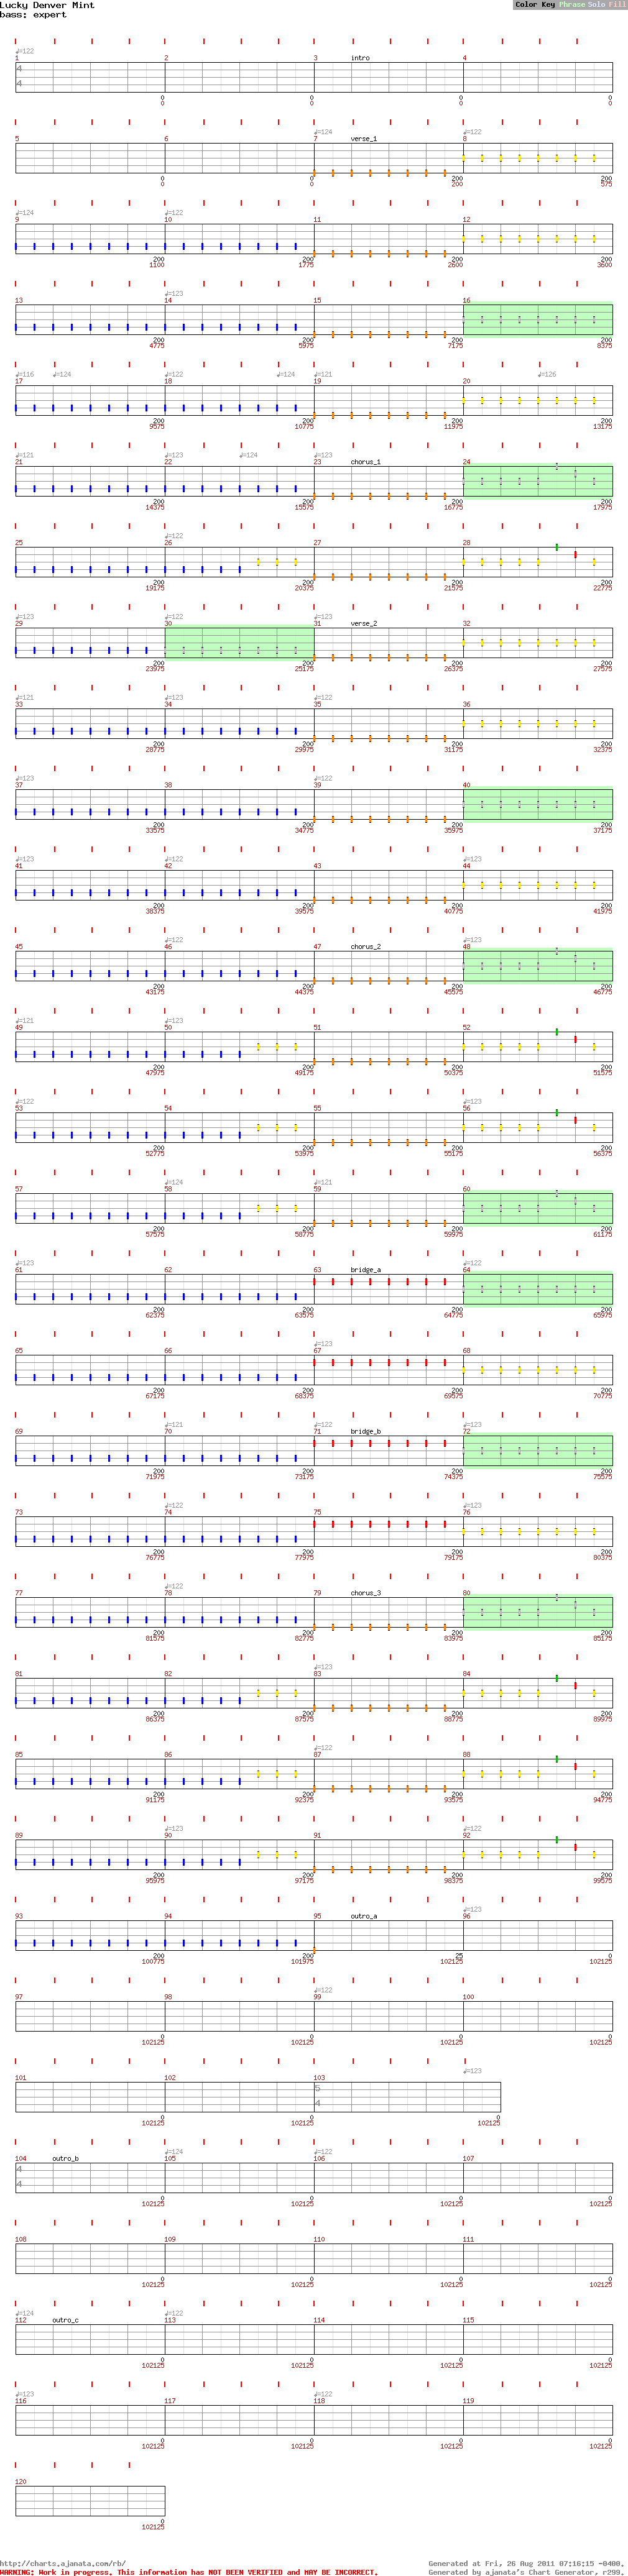 Lucky Denver Mint
Color Key Phrase Solo Fill
bass: expert
♩=122
1 2 3 intro 4
4
4
0 0 0 0
0 0 0 0
♩=124 ♩=122
5 6 7 verse_1 8
0 0 200 200
0 0 200 575
♩=124 ♩=122
9 10 11 12
200 200 200 200
1100 1775 2600 3600
♩=123
13 14 15 16
200 200 200 200
4775 5975 7175 8375
♩=116 ♩=124 ♩=122 ♩=124 ♩=121 ♩=126
17 18 19 20
200 200 200 200
9575 10775 11975 13175
♩=121 ♩=123 ♩=124 ♩=123
21 22 23 chorus_1 24
200 200 200 200
14375 15575 16775 17975
♩=122
25 26 27 28
200 200 200 200
19175 20375 21575 22775
♩=123 ♩=122 ♩=123
29 30 31 verse_2 32
200 200 200 200
23975 25175 26375 27575
♩=121 ♩=123 ♩=122
33 34 35 36
200 200 200 200
28775 29975 31175 32375
♩=123 ♩=122
37 38 39 40
200 200 200 200
33575 34775 35975 37175
♩=123 ♩=122 ♩=123
41 42 43 44
200 200 200 200
38375 39575 40775 41975
♩=122 ♩=123
45 46 47 chorus_2 48
200 200 200 200
43175 44375 45575 46775
♩=121 ♩=123
49 50 51 52
200 200 200 200
47975 49175 50375 51575
♩=122 ♩=123
53 54 55 56
200 200 200 200
52775 53975 55175 56375
♩=124 ♩=121
57 58 59 60
200 200 200 200
57575 58775 59975 61175
♩=123 ♩=122
61 62 63 bridge_a 64
200 200 200 200
62375 63575 64775 65975
♩=123
65 66 67 68
200 200 200 200
67175 68375 69575 70775
♩=121 ♩=122 ♩=123
69 70 71 bridge_b 72
200 200 200 200
71975 73175 74375 75575
♩=122 ♩=123
73 74 75 76
200 200 200 200
76775 77975 79175 80375
♩=122
77 78 79 chorus_3 80
200 200 200 200
81575 82775 83975 85175
♩=123
81 82 83 84
200 200 200 200
86375 87575 88775 89975
♩=122
85 86 87 88
200 200 200 200
91175 92375 93575 94775
♩=123 ♩=122
89 90 91 92
200 200 200 200
95975 97175 98375 99575
♩=123
93 94 95 outro_a 96
200 200 25 0
100775 101975 102125 102125
♩=122
97 98 99 100
0 0 0 0
102125 102125 102125 102125
♩=123
101 102 103
5
4
0 0 0
102125 102125 102125
♩=124 ♩=122
104 outro_b 105 106 107
4
4
0 0 0 0
102125 102125 102125 102125
108 109 110 111
0 0 0 0
102125 102125 102125 102125
♩=124 ♩=122
112 outro_c 113 114 115
0 0 0 0
102125 102125 102125 102125
♩=123 ♩=122
116 117 118 119
0 0 0 0
102125 102125 102125 102125
120
0
102125
http://charts.ajanata.com/rb/
Generated at Fri, 26 Aug 2011 07:16:15 -0400.
WARNING: Work in progress. This information has NOT BEEN VERIFIED and MAY BE INCORRECT.
Generated by ajanata's Chart Generator, r299.